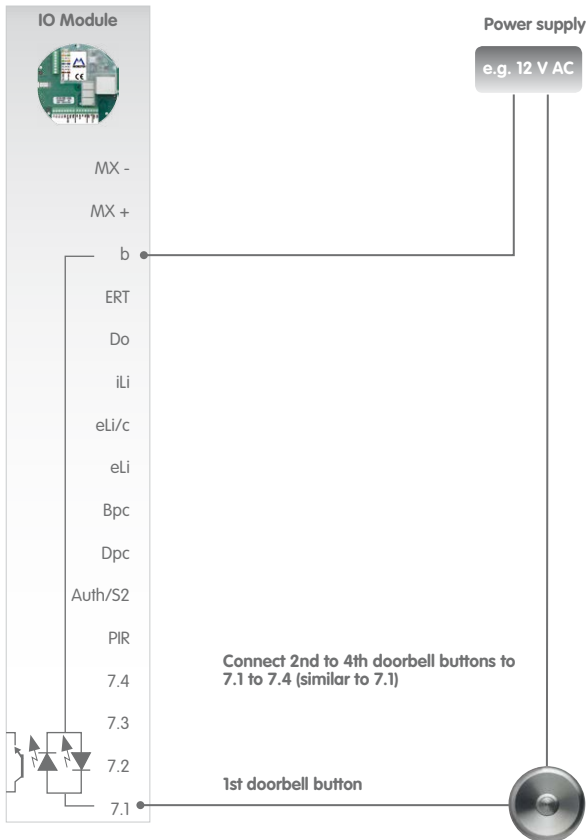 IO Module
Power supply
e.g. 12 V AC
MX -
MX +
b
ERT
Do
iLi
eLi/c
eLi
Bpc
Dpc
Auth/S2
PIR
Connect 2nd to 4th doorbell buttons to
7.1 to 7.4 (similar to 7.1)
7.4
7.3
7.2
1st doorbell button
7.1